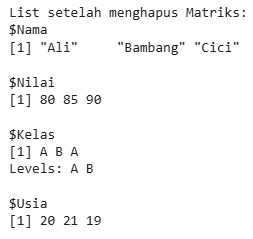 List setelah menghapus Matriks:
$Nama
[1] "Ali"     "Bambang" "Cici"
$Nilai
[1] 80 85 90
$Kelas
[1] A B A
Levels: A B
$Usia
[1] 20 21 19